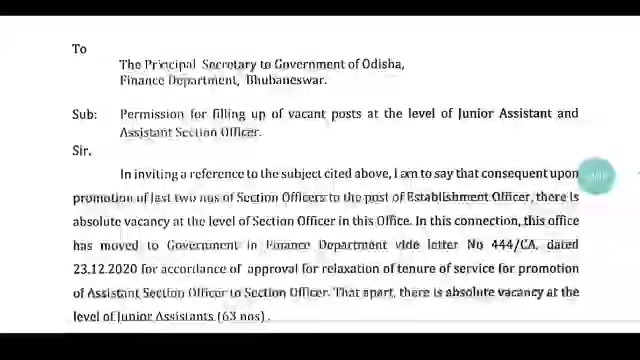 To
The Principal Secretary to Government of Odisha,
Finance Department, Bhubaneswar.
Sub: Permission for filling up of vacant posts at the level of Junior Assistant and
Assistant Section Officer.
Sir.
In inviting a reference to the subject cited above, I am to say that consequent upon
promotion of last two nos of Section Officers to the post of Establishment Officer, there is
absolute vacancy at the level of Section Officer in this Office. In this connection, this office
has moved to Government in Finance Department vide letter No 444/CA, dated
23.12.2020 for accordance of approval for relaxation of tenure of service for promotion
of Assistant Section Officer to Section Officer. That apart, there is absolute vacancy at the
level of Junior Assistants (63 nos).